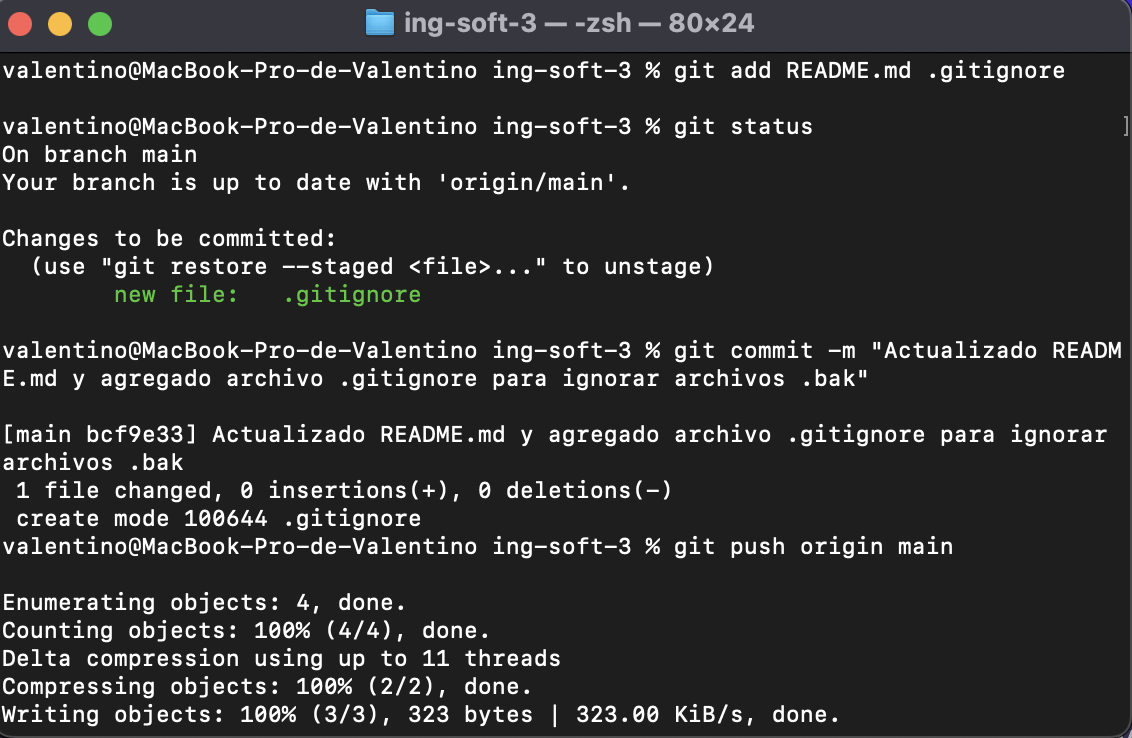 ing-soft-3 — -zsh — 80×24
valentino@MacBook-Pro-de-Valentino ing-soft-3 % git add README.md .gitignore
valentino@MacBook-Pro-de-Valentino ing-soft-3 % git status
On branch main
Your branch is up to date with 'origin/main'.
Changes to be committed:
  (use "git restore --staged <file>..." to unstage)
        new file:   .gitignore
valentino@MacBook-Pro-de-Valentino ing-soft-3 % git commit -m "Actualizado READM
E.md y agregado archivo .gitignore para ignorar archivos .bak"
[main bcf9e33] Actualizado README.md y agregado archivo .gitignore para ignorar
archivos .bak
 1 file changed, 0 insertions(+), 0 deletions(-)
 create mode 100644 .gitignore
valentino@MacBook-Pro-de-Valentino ing-soft-3 % git push origin main
Enumerating objects: 4, done.
Counting objects: 100% (4/4), done.
Delta compression using up to 11 threads
Compressing objects: 100% (2/2), done.
Writing objects: 100% (3/3), 323 bytes | 323.00 KiB/s, done.